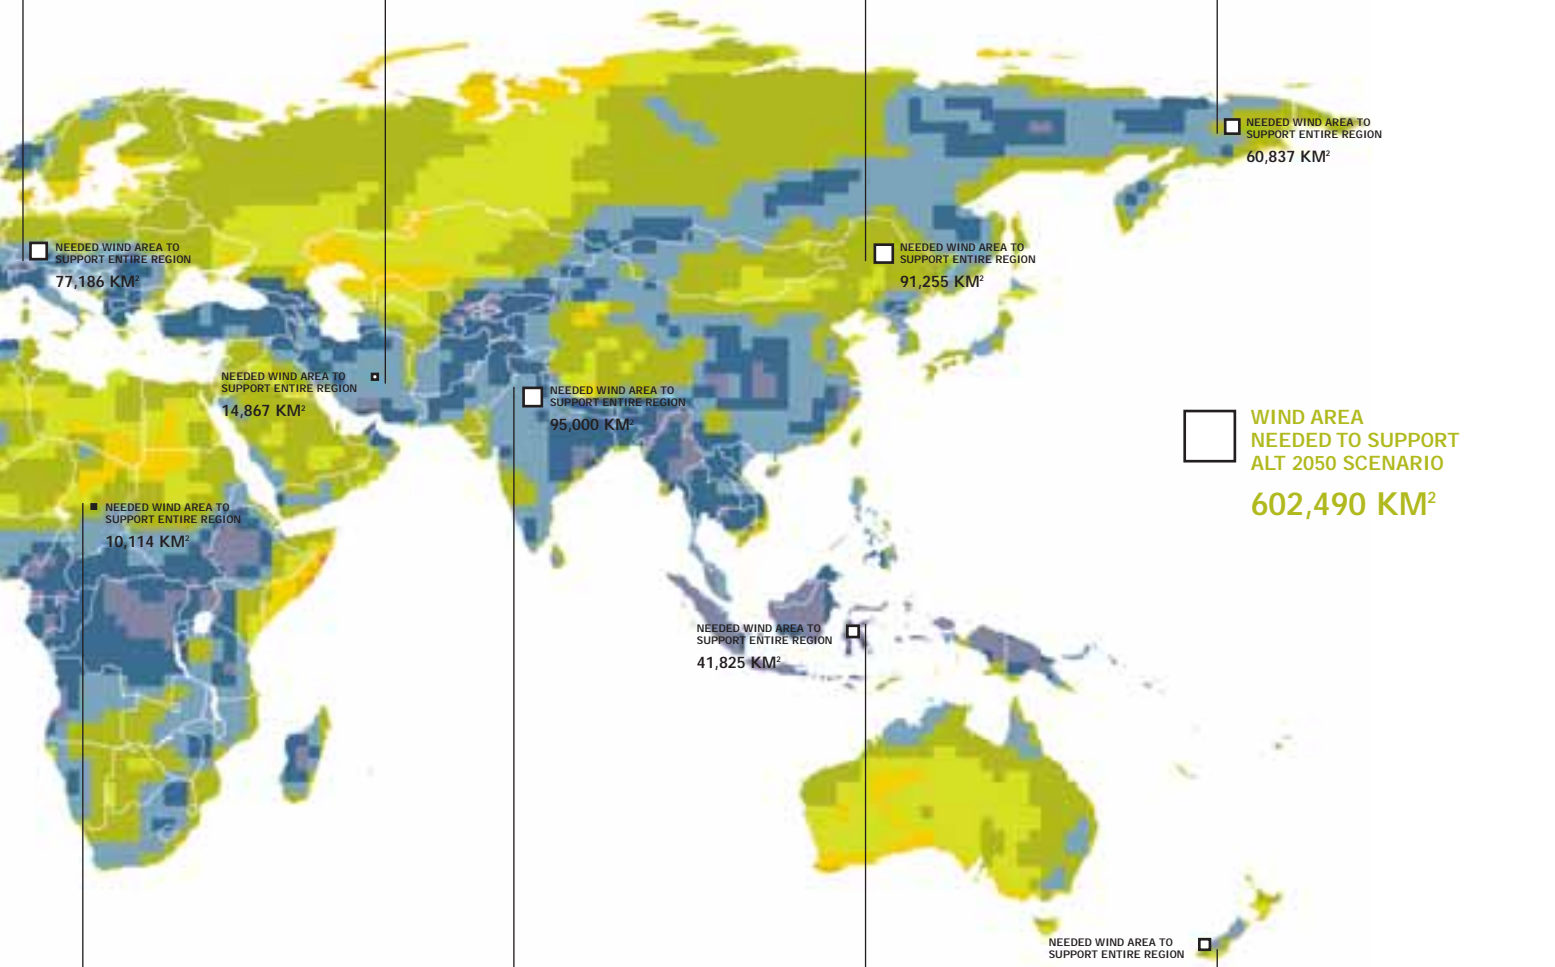 NEEDED WIND AREA TO
SUPPORT ENTIRE REGION
60,837 KM²
NEEDED WIND AREA TO
SUPPORT ENTIRE REGION
77,186 KM²
NEEDED WIND AREA TO
SUPPORT ENTIRE REGION
91,255 KM²
NEEDED WIND AREA TO
SUPPORT ENTIRE REGION
14,867 KM²
NEEDED WIND AREA TO
SUPPORT ENTIRE REGION
95,000 KM²
WIND AREA
NEEDED TO SUPPORT
ALT 2050 SCENARIO
602,490 KM²
NEEDED WIND AREA TO
SUPPORT ENTIRE REGION
10,114 KM²
NEEDED WIND AREA TO
SUPPORT ENTIRE REGION
41,825 KM²
NEEDED WIND AREA TO
SUPPORT ENTIRE REGION